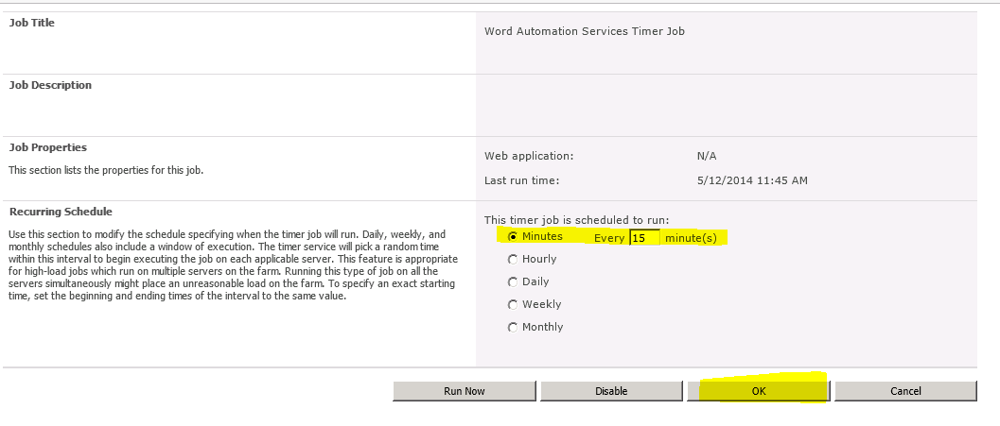 Job Title
Word Automation Services Timer Job
Job Description
Job Properties
This section lists the properties for this job.
Web application: N/A
Last run time: 5/12/2014 11:45 AM
Recurring Schedule
Use this section to modify the schedule specifying when the timer job will run. Daily, weekly, and
monthly schedules also include a window of execution. The timer service will pick a random time
within this interval to begin executing the job on each applicable server. This feature is appropriate
for high-load jobs which run on multiple servers on the farm. Running this type of job on all the
servers simultaneously might place an unreasonable load on the farm. To specify an exact starting
time, set the beginning and ending times of the interval to the same value.
This timer job is scheduled to run:
Minutes Every 15 minute(s)
Hourly
Daily
Weekly
Monthly
Run Now Disable OK Cancel